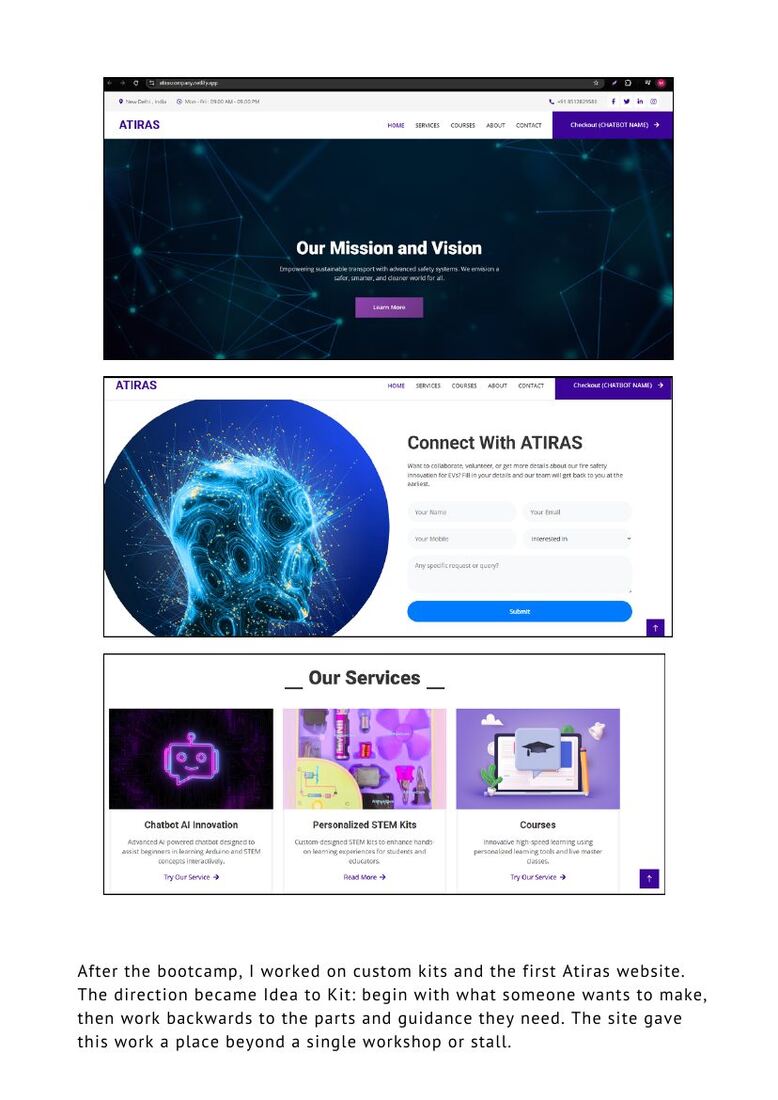 atirascompany.netlify.app
New Delhi , India Mon - Fri : 09.00 AM - 09.00 PM
ATIRAS HOME SERVICES COURSES ABOUT CONTACT Checkout (CHATBOT NAME)
Our Mission and Vision
Empowering sustainable transport with advanced safety systems. We envision a
safer, smarter, and cleaner world for all.
Learn More
ATIRAS HOME SERVICES COURSES ABOUT CONTACT Checkout (CHATBOT NAME)
Connect With ATIRAS
Want to collaborate, volunteer, or get more details about our fire safety
innovation for EVs? Fill in your details and our team will get back to you at the
earliest.
Your Name Your Email
Your Mobile Interested In
Any specific request or query?
Submit
Our Services
Chatbot AI Innovation
Advanced AI powered chatbot designed to
assist beginners in learning Arduino and STEM
concepts interactively.
Try Our Service
Personalized STEM Kits
Custom-designed STEM kits to enhance hands-
on learning experiences for students and
educators.
Read More
Courses
Innovative high-speed learning using
personalized learning tools and live master
classes.
Try Our Service
After the bootcamp, I worked on custom kits and the first Atiras website.
The direction became Idea to Kit: begin with what someone wants to make,
then work backwards to the parts and guidance they need. The site gave
this work a place beyond a single workshop or stall.